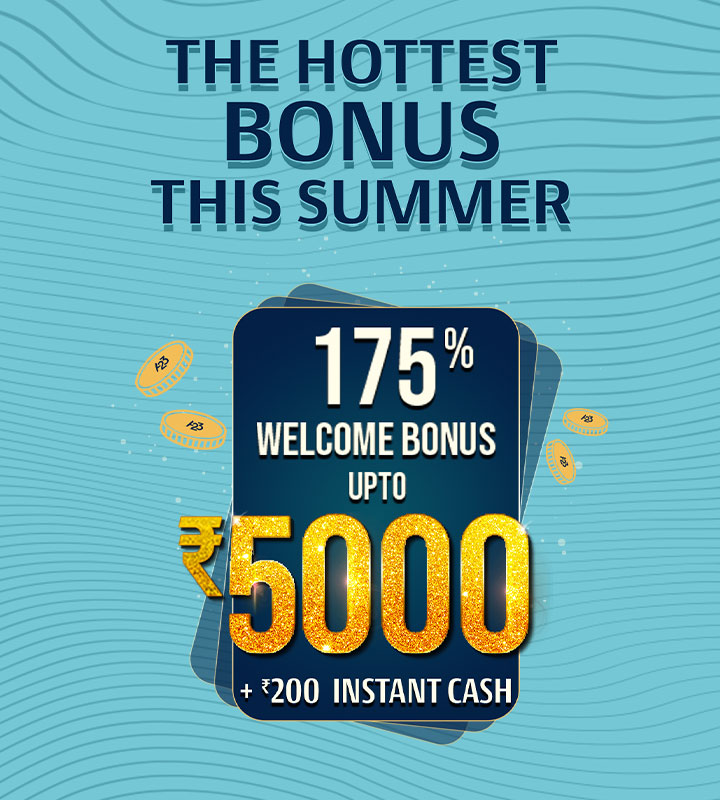 THE HOTTEST
BONUS
THIS SUMMER
175%
WELCOME BONUS
UPTO
₹5000
+ ₹200 INSTANT CASH